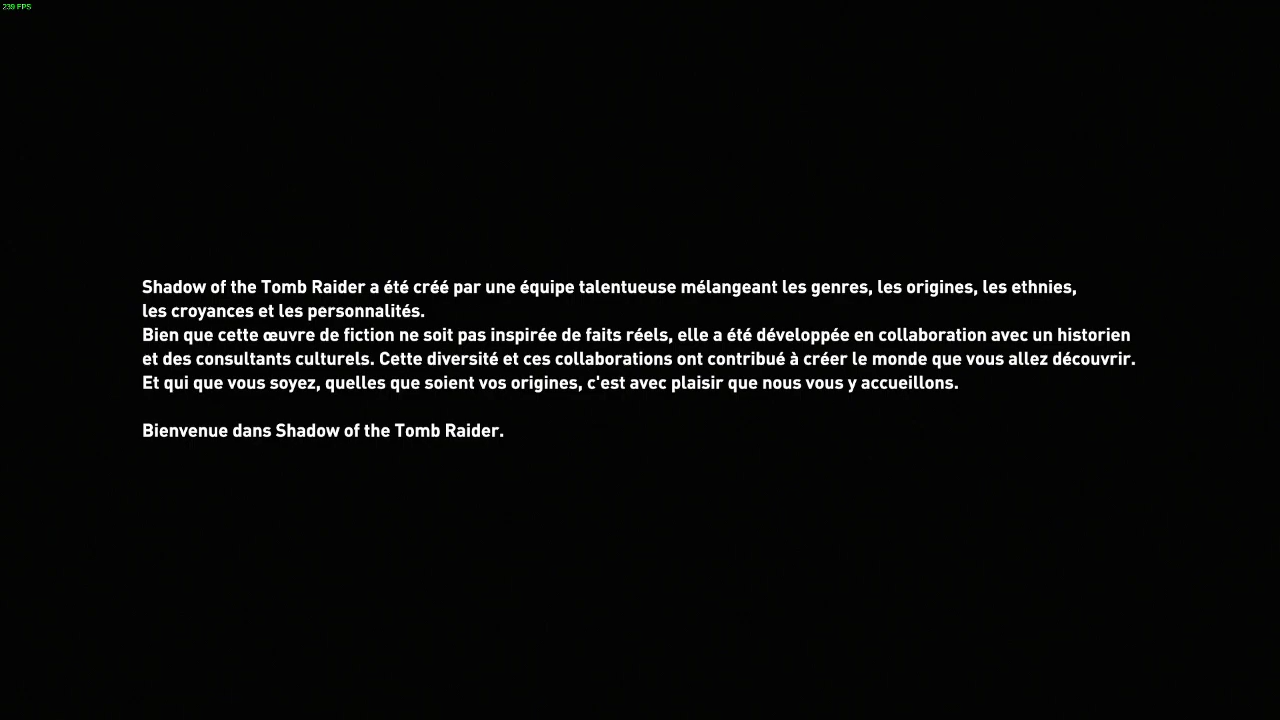 239 FPS
Shadow of the Tomb Raider a été créé par une équipe talentueuse mélangeant les genres, les origines, les ethnies,
les croyances et les personnalités.
Bien que cette œuvre de fiction ne soit pas inspirée de faits réels, elle a été développée en collaboration avec un historien
et des consultants culturels. Cette diversité et ces collaborations ont contribué à créer le monde que vous allez découvrir.
Et qui que vous soyez, quelles que soient vos origines, c'est avec plaisir que nous vous y accueillons.
Bienvenue dans Shadow of the Tomb Raider.